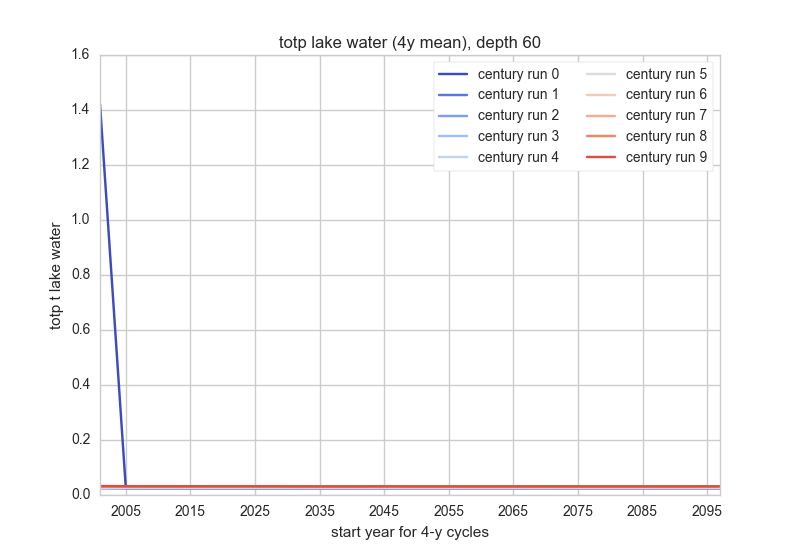 totp lake water (4y mean), depth 60
century run 0
century run 1
century run 2
century run 3
century run 4
century run 5
century run 6
century run 7
century run 8
century run 9
totp t lake water
1.6
1.4
1.2
1.0
0.8
0.6
0.4
0.2
0.0
2005 2015 2025 2035 2045 2055 2065 2075 2085 2095
start year for 4-y cycles